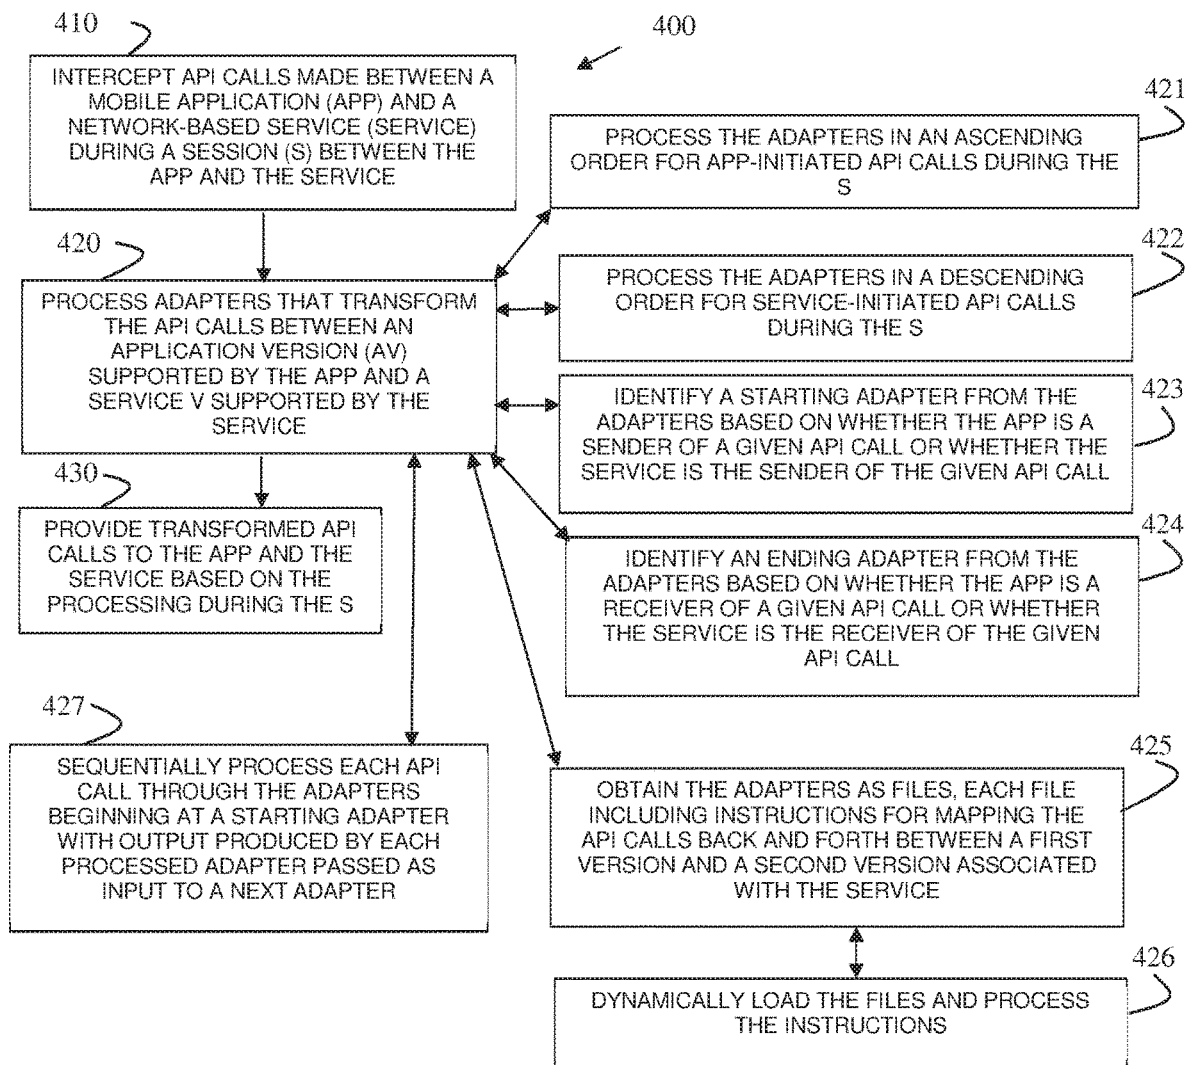 410
400
INTERCEPT API CALLS MADE BETWEEN A
MOBILE APPLICATION (APP) AND A
NETWORK-BASED SERVICE (SERVICE)
DURING A SESSION (S) BETWEEN THE
APP AND THE SERVICE
421
PROCESS THE ADAPTERS IN AN ASCENDING
ORDER FOR APP-INITIATED API CALLS DURING THE
S
420
PROCESS ADAPTERS THAT TRANSFORM
THE API CALLS BETWEEN AN
APPLICATION VERSION (AV)
SUPPORTED BY THE APP AND A
SERVICE V SUPPORTED BY THE
SERVICE
422
PROCESS THE ADAPTERS IN A DESCENDING
ORDER FOR SERVICE-INITIATED API CALLS
DURING THE S
423
IDENTIFY A STARTING ADAPTER FROM THE
ADAPTERS BASED ON WHETHER THE APP IS A
SENDER OF A GIVEN API CALL OR WHETHER THE
SERVICE IS THE SENDER OF THE GIVEN API CALL
430
PROVIDE TRANSFORMED API
CALLS TO THE APP AND THE
SERVICE BASED ON THE
PROCESSING DURING THE S
424
IDENTIFY AN ENDING ADAPTER FROM THE
ADAPTERS BASED ON WHETHER THE APP IS A
RECEIVER OF A GIVEN API CALL OR WHETHER
THE SERVICE IS THE RECEIVER OF THE GIVEN
API CALL
427
SEQUENTIALLY PROCESS EACH API
CALL THROUGH THE ADAPTERS
BEGINNING AT A STARTING ADAPTER
WITH OUTPUT PRODUCED BY EACH
PROCESSED ADAPTER PASSED AS
INPUT TO A NEXT ADAPTER
425
OBTAIN THE ADAPTERS AS FILES, EACH FILE
INCLUDING INSTRUCTIONS FOR MAPPING THE
API CALLS BACK AND FORTH BETWEEN A FIRST
VERSION AND A SECOND VERSION ASSOCIATED
WITH THE SERVICE
426
DYNAMICALLY LOAD THE FILES AND PROCESS
THE INSTRUCTIONS